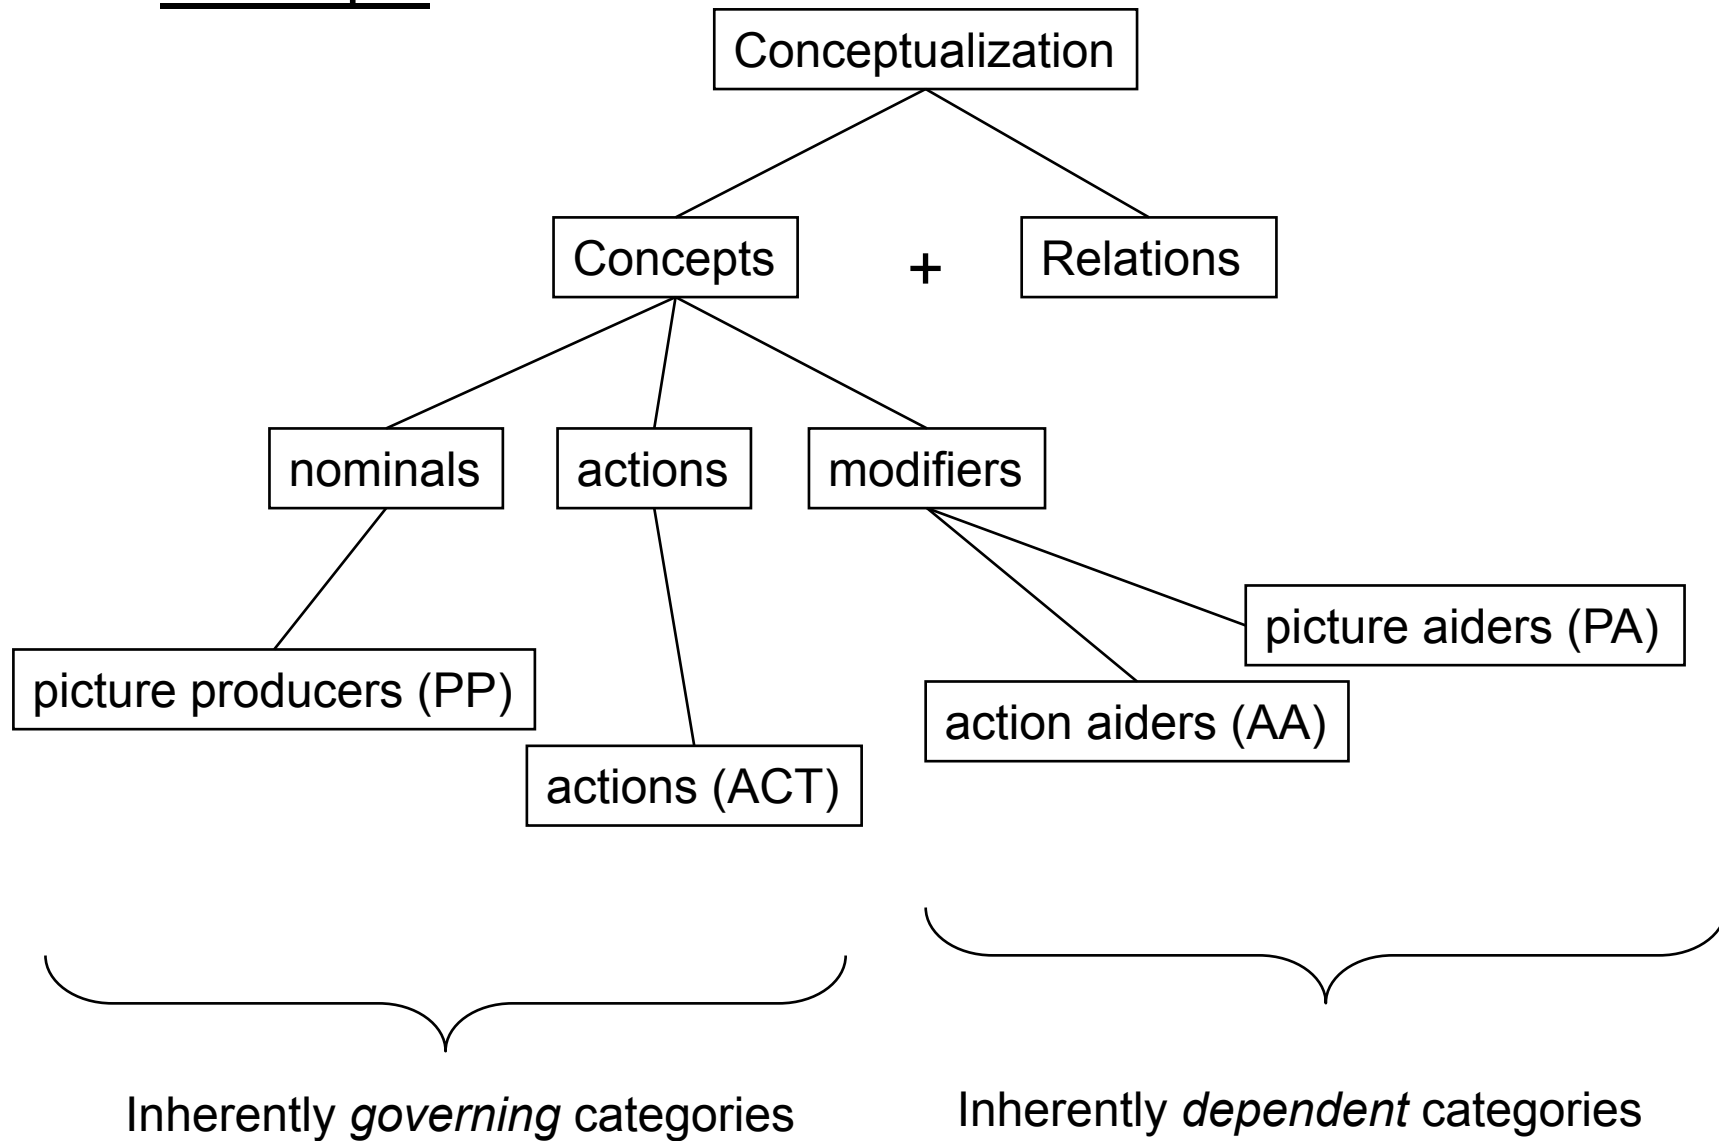 Conceptualization
Concepts
+
Relations
nominals
actions
modifiers
picture aiders (PA)
picture producers (PP)
action aiders (AA)
actions (ACT)
Inherently governing categories
Inherently dependent categories